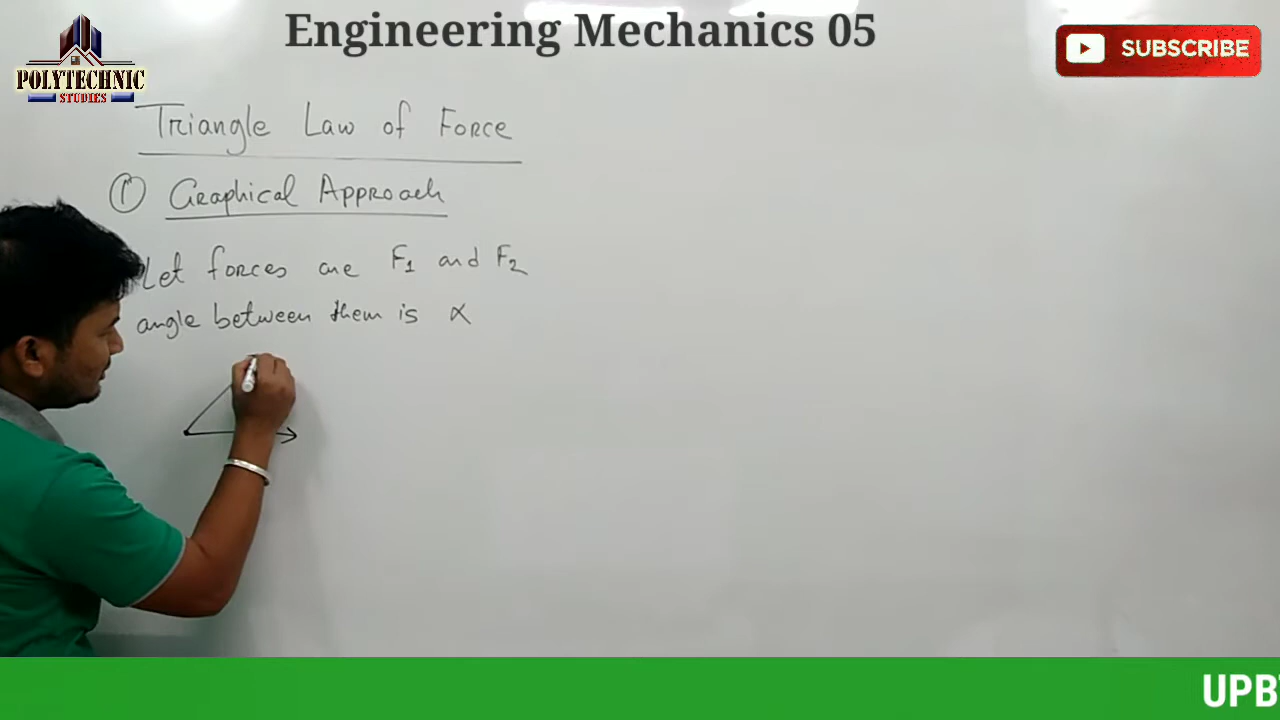 Engineering Mechanics 05
POLYTECHNIC
STUDIES
SUBSCRIBE
Triangle Law of Force
① Graphical Approach
Let forces are F₁ and F₂
angle between them is α